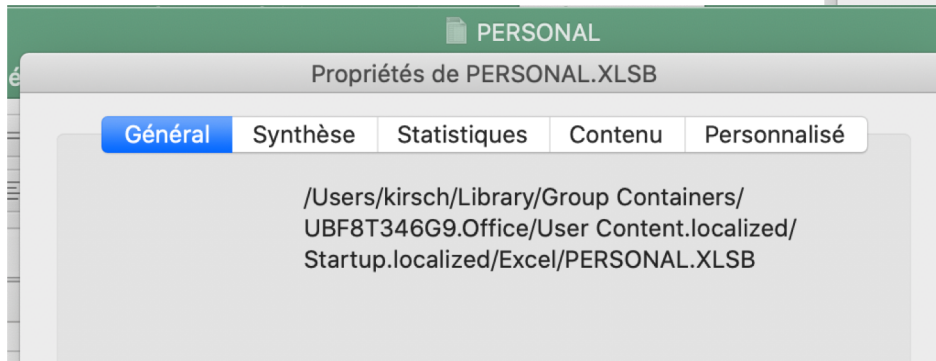 PERSONAL
é
Propriétés de PERSONAL.XLSB
Général Synthèse Statistiques Contenu Personnalisé
/Users/kirsch/Library/Group Containers/
UBF8T346G9.Office/User Content.localized/
Startup.localized/Excel/PERSONAL.XLSB